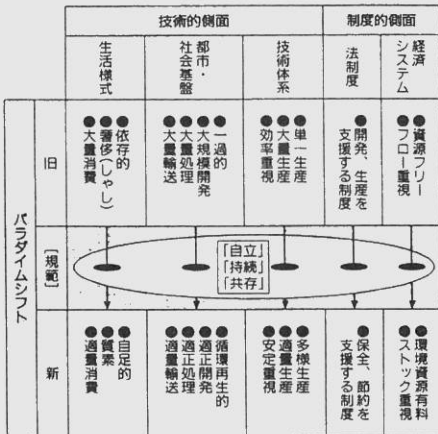 技術的側面
制度的側面
生活様式
都市・
社会基盤
技術体系
法制度
経済
システム
パラダイムシフト
旧
●依存的
●奢侈(しゃし)
●大量消費
●一過的
●大規模開発
●大量処理
●大量輸送
●単一生産
●大量生産
効率重視
●開発、生産を
支援する制度
●資源フリー
●フロー重視
[規範]
「自立」
「持続」
「共存」
新
●自足的
●質素
●適量消費
●循環再生的
●適正開発
●適正処理
●適量輸送
●多様生産
●適量生産
●安定重視
●保全、節約を
支援する制度
●環境資源有料
●ストック重視